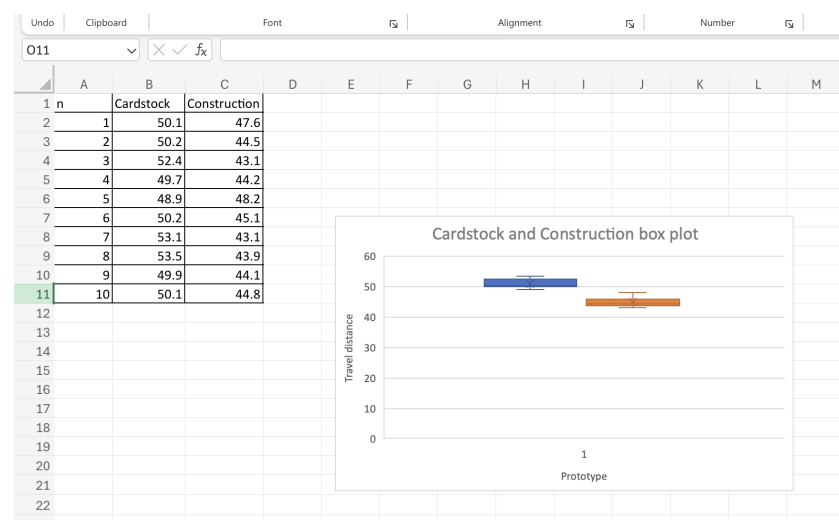 Undo Clipboard Font Alignment Number
O11 fx
A B C D E F G H I J K L M
1 n Cardstock Construction
2 1 50.1 47.6
3 2 50.2 44.5
4 3 52.4 43.1
5 4 49.7 44.2
6 5 48.9 48.2
7 6 50.2 45.1
8 7 53.1 43.1
9 8 53.5 43.9
10 9 49.9 44.1
11 10 50.1 44.8
12
13
14
15
16
17
18
19
20
21
22
Cardstock and Construction box plot
60
50
40
30
20
10
0
Travel distance
1
Prototype